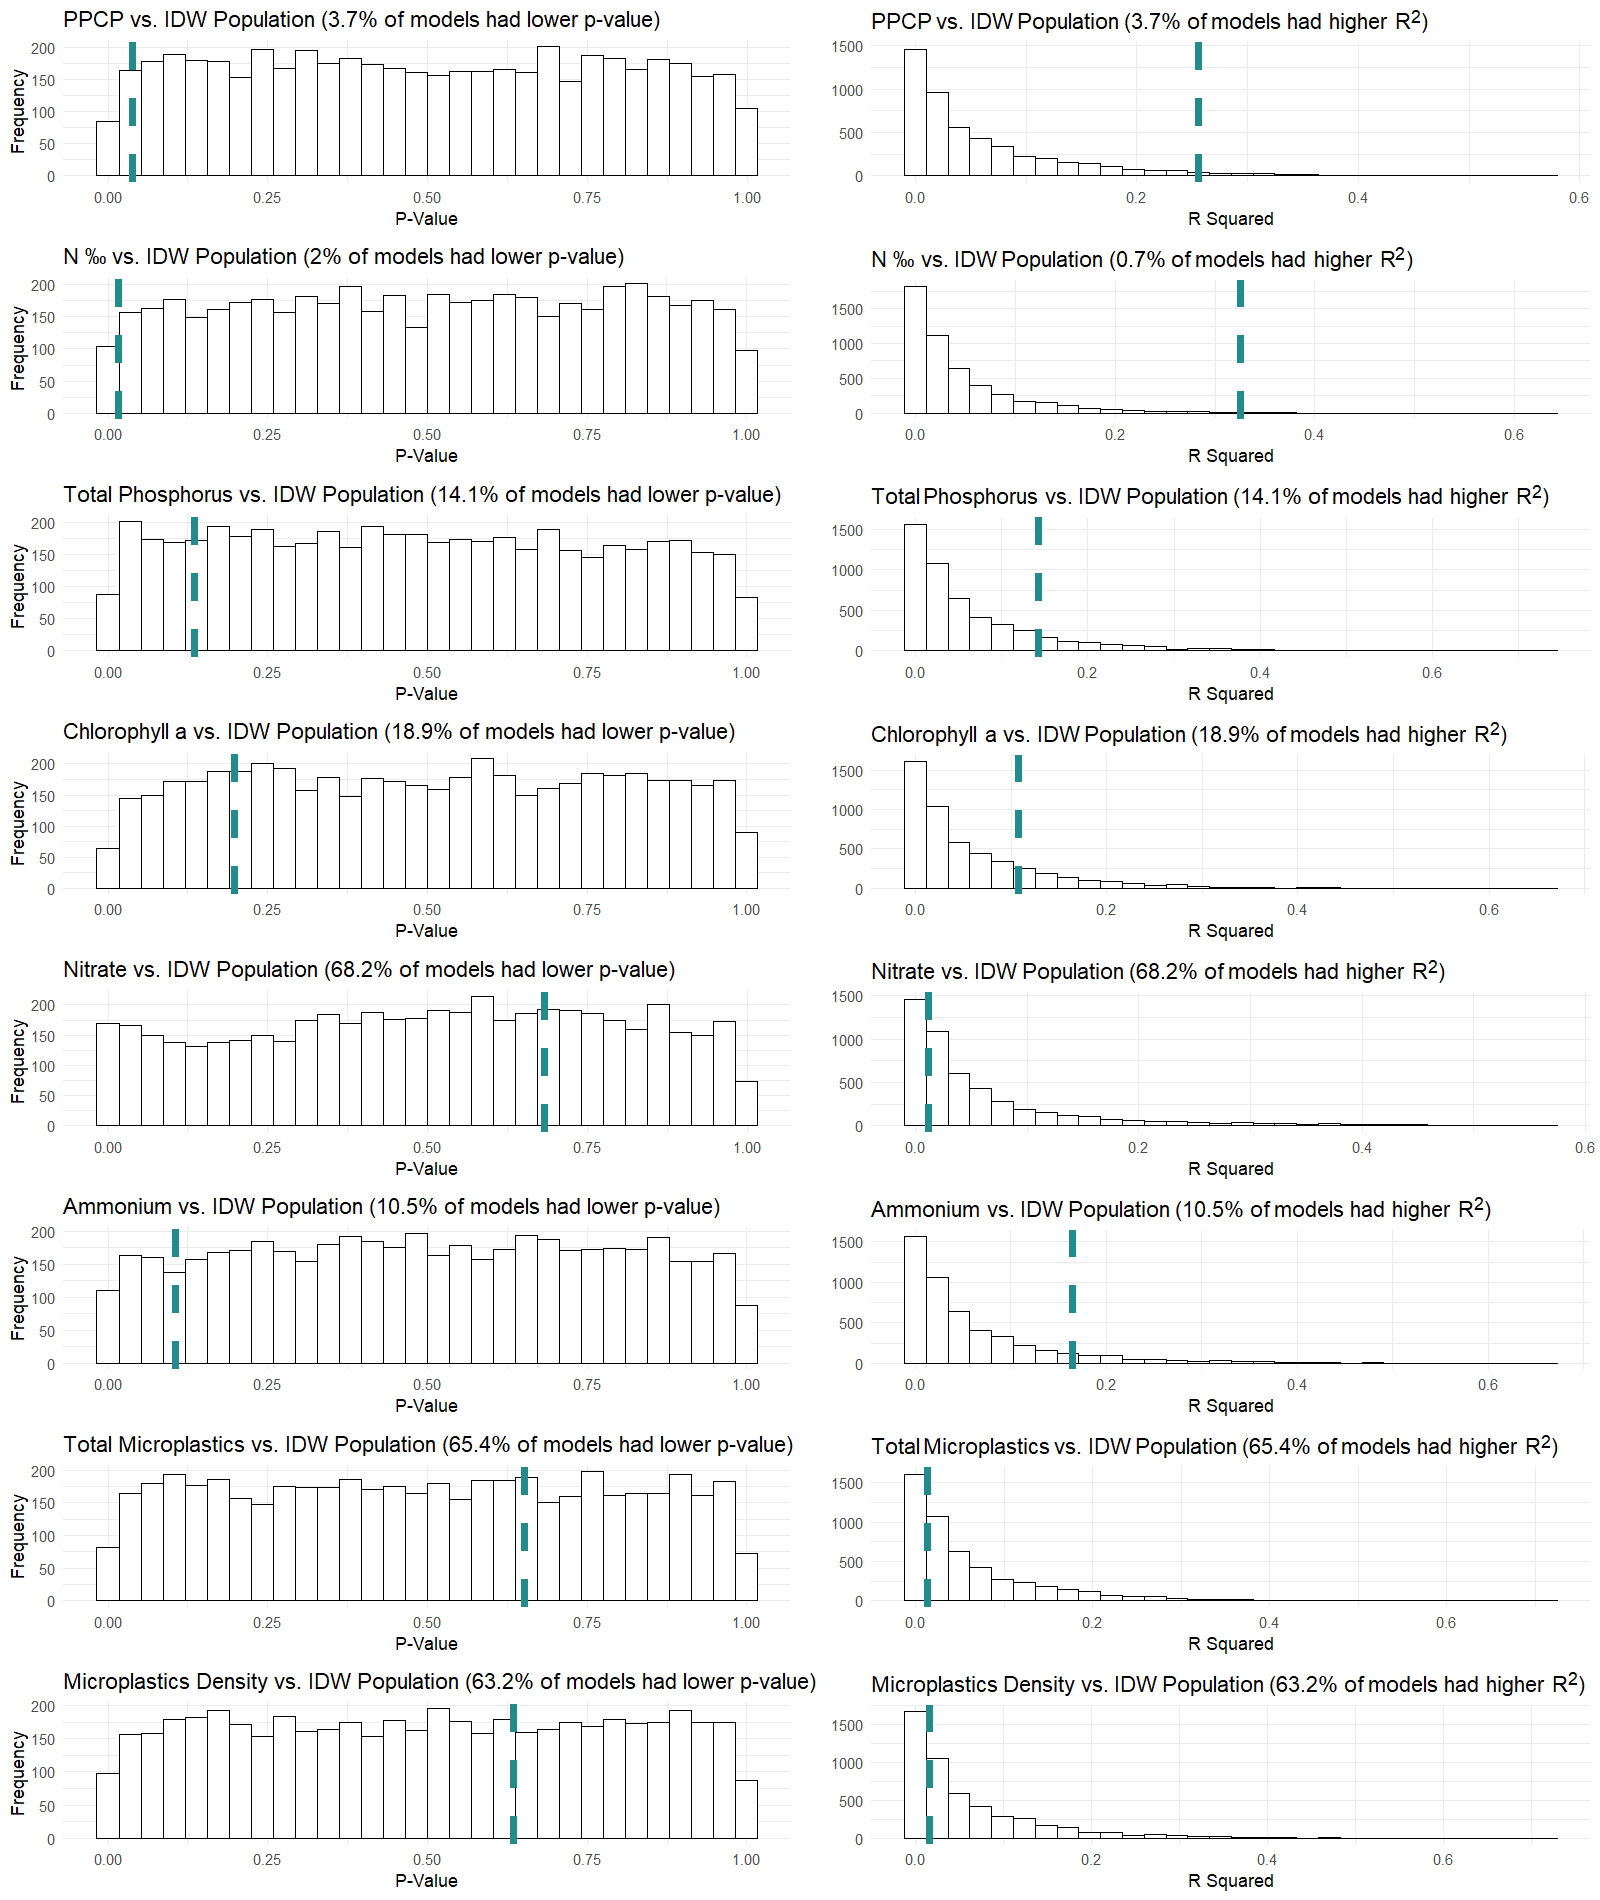 PPCP vs. IDW Population (3.7% of models had lower p-value)
Frequency
200
150
100
50
0
0.00 0.25 0.50 0.75 1.00
P-Value
PPCP vs. IDW Population (3.7% of models had higher R²)
1500
1000
500
0
0.0 0.2 0.4 0.6
R Squared
N ‰ vs. IDW Population (2% of models had lower p-value)
Frequency
200
150
100
50
0
0.00 0.25 0.50 0.75 1.00
P-Value
N ‰ vs. IDW Population (0.7% of models had higher R²)
1500
1000
500
0
0.0 0.2 0.4 0.6
R Squared
Total Phosphorus vs. IDW Population (14.1% of models had lower p-value)
Frequency
200
150
100
50
0
0.00 0.25 0.50 0.75 1.00
P-Value
Total Phosphorus vs. IDW Population (14.1% of models had higher R²)
1500
1000
500
0
0.0 0.2 0.4 0.6
R Squared
Chlorophyll a vs. IDW Population (18.9% of models had lower p-value)
Frequency
200
150
100
50
0
0.00 0.25 0.50 0.75 1.00
P-Value
Chlorophyll a vs. IDW Population (18.9% of models had higher R²)
1500
1000
500
0
0.0 0.2 0.4 0.6
R Squared
Nitrate vs. IDW Population (68.2% of models had lower p-value)
Frequency
200
150
100
50
0
0.00 0.25 0.50 0.75 1.00
P-Value
Nitrate vs. IDW Population (68.2% of models had higher R²)
1500
1000
500
0
0.0 0.2 0.4 0.6
R Squared
Ammonium vs. IDW Population (10.5% of models had lower p-value)
Frequency
200
150
100
50
0
0.00 0.25 0.50 0.75 1.00
P-Value
Ammonium vs. IDW Population (10.5% of models had higher R²)
1500
1000
500
0
0.0 0.2 0.4 0.6
R Squared
Total Microplastics vs. IDW Population (65.4% of models had lower p-value)
Frequency
200
150
100
50
0
0.00 0.25 0.50 0.75 1.00
P-Value
Total Microplastics vs. IDW Population (65.4% of models had higher R²)
1500
1000
500
0
0.0 0.2 0.4 0.6
R Squared
Microplastics Density vs. IDW Population (63.2% of models had lower p-value)
Frequency
200
150
100
50
0
0.00 0.25 0.50 0.75 1.00
P-Value
Microplastics Density vs. IDW Population (63.2% of models had higher R²)
1500
1000
500
0
0.0 0.2 0.4 0.6
R Squared